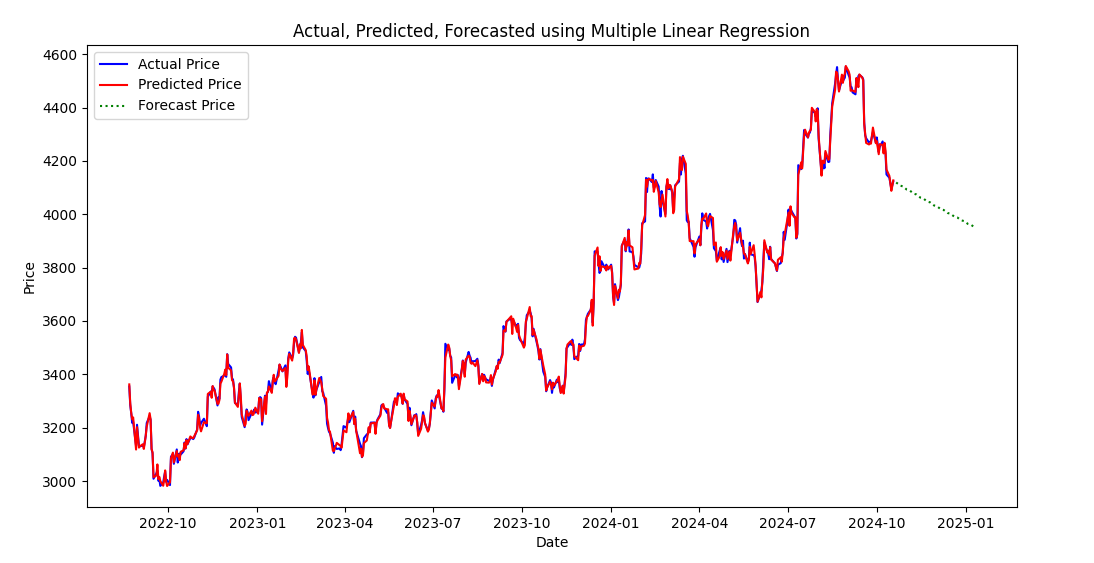 Actual, Predicted, Forecasted using Multiple Linear Regression
4600
4400
4200
4000
3800
3600
3400
3200
3000
Price
Actual Price
Predicted Price
Forecast Price
2022-10 2023-01 2023-04 2023-07 2023-10 2024-01 2024-04 2024-07 2024-10 2025-01
Date